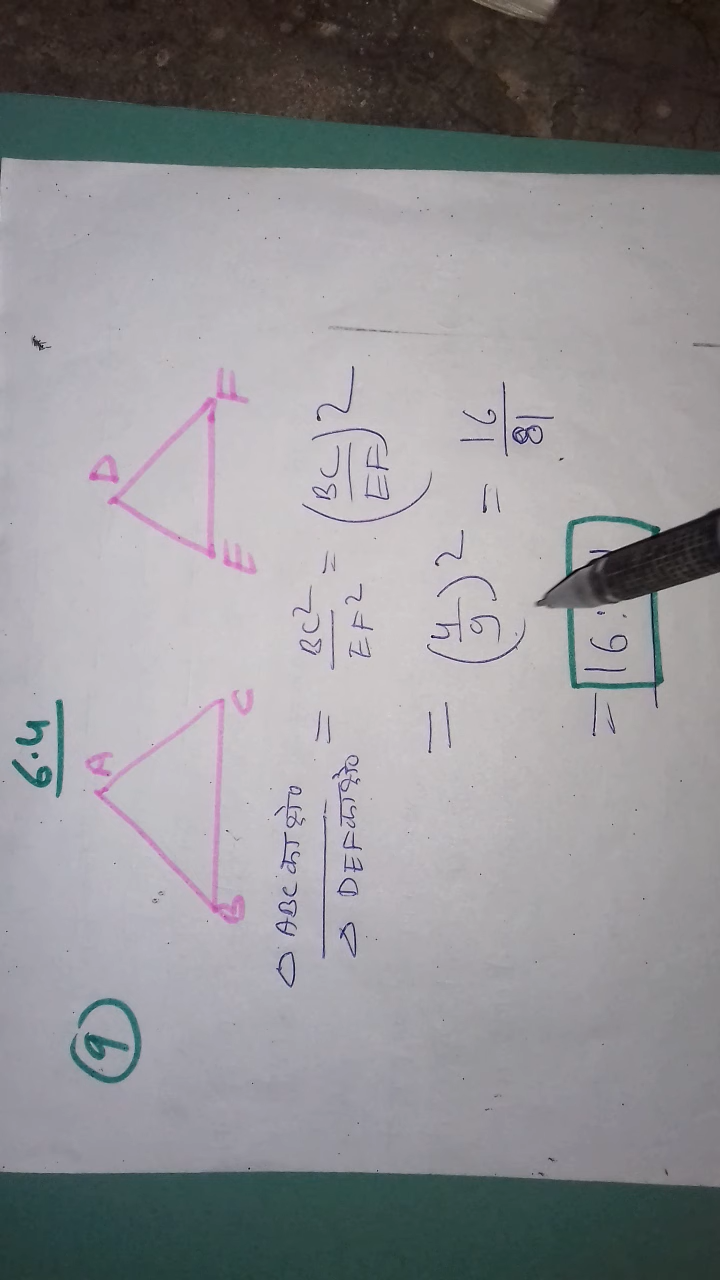 6.4
9
A
B C
D
E F
△ ABC का क्षे० / △ DEF का क्षे० = BC² / EF² = (BC/EF)²
= (4/9)² = 16/81
= 16: